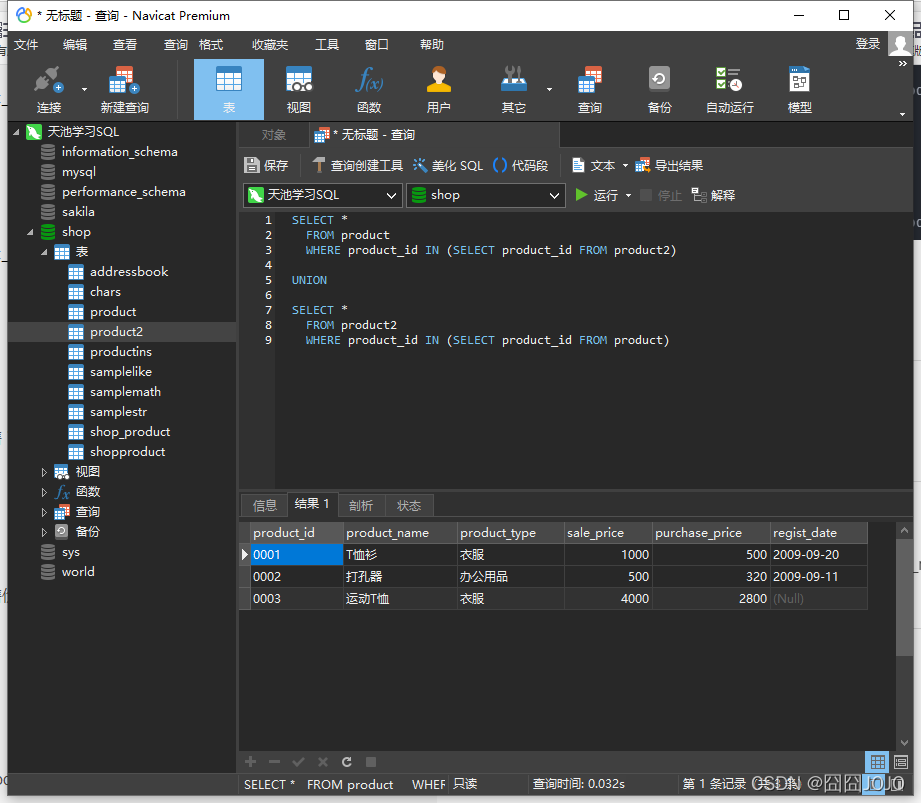 * 无标题 - 查询 - Navicat Premium
文件 编辑 查看 查询 格式 收藏夹 工具 窗口 帮助 登录
连接 新建查询 表 视图 函数 用户 其它 查询 备份 自动运行 模型
天池学习SQL
information_schema
mysql
performance_schema
sakila
shop
表
addressbook
chars
product
product2
productins
samplelike
samplemath
samplestr
shop_product
shopproduct
视图
函数
查询
备份
sys
world
对象 * 无标题 - 查询
保存 查询创建工具 美化 SQL 代码段 文本 导出结果
天池学习SQL shop 运行 停止 解释
1 SELECT *
2 FROM product
3 WHERE product_id IN (SELECT product_id FROM product2)
4
5 UNION
6
7 SELECT *
8 FROM product2
9 WHERE product_id IN (SELECT product_id FROM product)
信息 结果 1 剖析 状态
product_id product_name product_type sale_price purchase_price regist_date
0001 T恤衫 衣服 1000 500 2009-09-20
0002 打孔器 办公用品 500 320 2009-09-11
0003 运动T恤 衣服 4000 2800 (Null)
SELECT * FROM product WHER 只读 查询时间: 0.032s 第 1 条记录
CSDN @囧囧JOJO